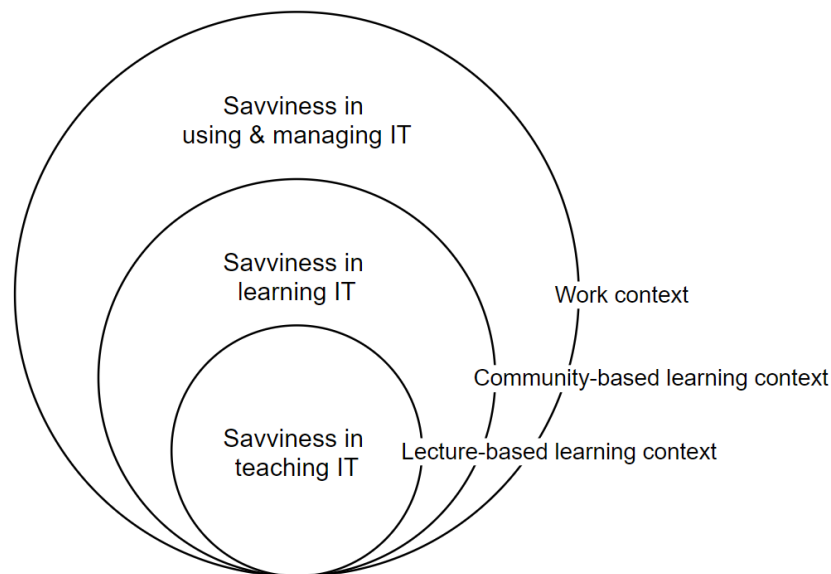 Savviness in
using & managing IT
Savviness in
learning IT
Work context
Community-based learning context
Savviness in
teaching IT
Lecture-based learning context